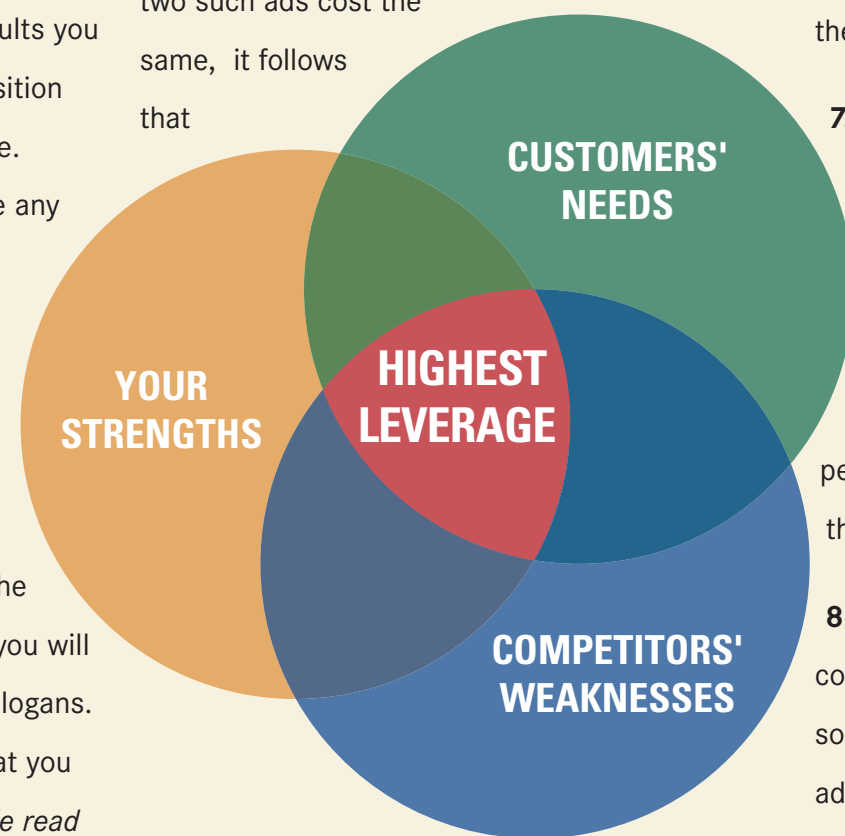 ults you
sition
e.
e any
he
you will
logans.
at you
e read
two such ads cost the
same, it follows
that
CUSTOMERS'
NEEDS
YOUR
STRENGTHS
HIGHEST
LEVERAGE
COMPETITORS'
WEAKNESSES
the
7.
pe
th
8
co
so
ad